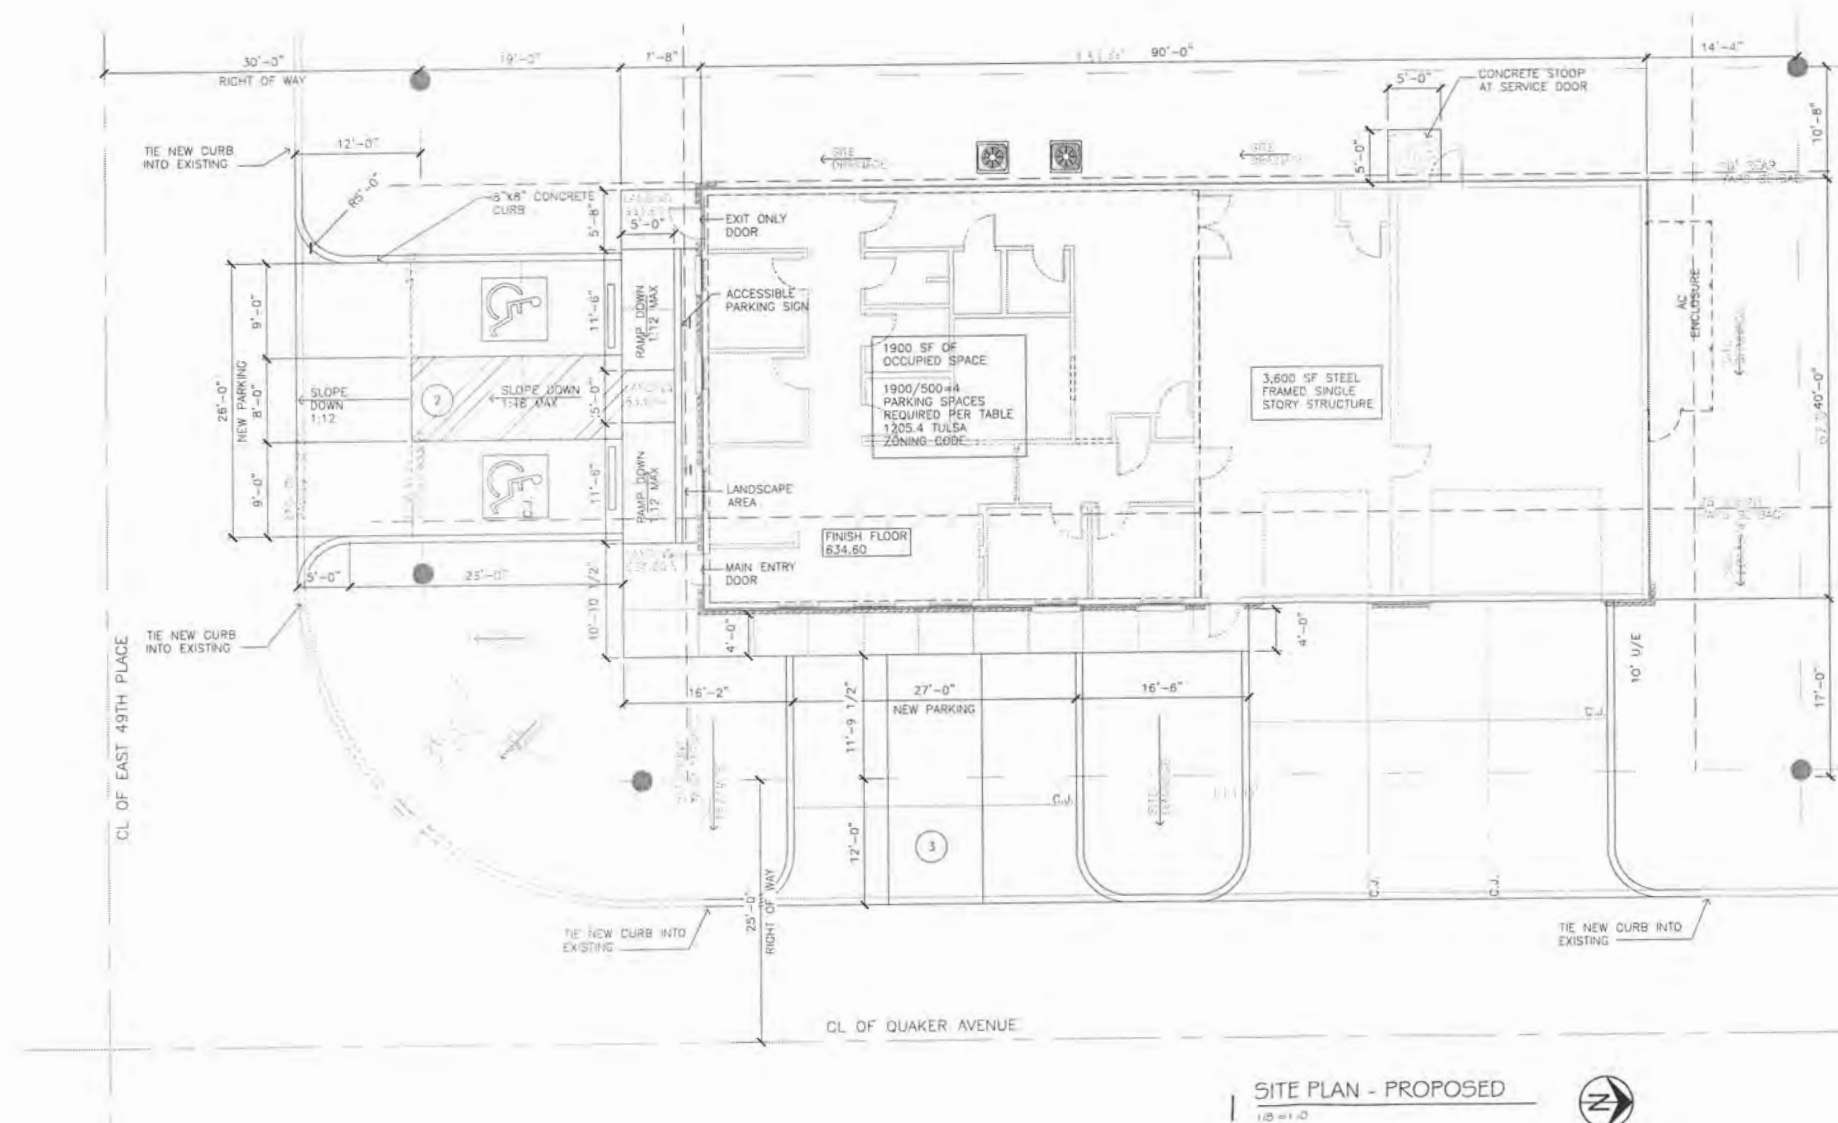 30'-0"
RIGHT OF WAY
19'-0"
7'-8"
90'-0"
14'-4"
5'-0"
CONCRETE STOOP
AT SERVICE DOOR
10'-8"
TIE NEW CURB
INTO EXISTING
12'-0"
5'-0"
SITE
DRAINAGE
SITE
R5'-0"
8"X8" CONCRETE
CURB
5'-8"
5'-0"
EXIT ONLY
DOOR
9'-0"
11'-6"
RAMP DOWN
1:12 MAX
ACCESSIBLE
PARKING SIGN
AC
ENCLOSURE
26'-0"
NEW PARKING
8'-0"
SLOPE
DOWN
1:12
2
SLOPE DOWN
1:48 MAX
5'-0"
1900 SF OF
OCCUPIED SPACE
1900/500=4
PARKING SPACES
REQUIRED PER TABLE
1205.4 TULSA
ZONING CODE
3,600 SF STEEL
FRAMED SINGLE
STORY STRUCTURE
40'-0"
9'-0"
C.J.
11'-6"
RAMP DOWN
1:12 MAX
LANDSCAPE
AREA
FINISH FLOOR
634.60
5'-0"
25'-0"
MAIN ENTRY
DOOR
10'-10 1/2"
TIE NEW CURB
INTO EXISTING
4'-0"
4'-0"
10' U/E
17'-0"
CL OF EAST 49TH PLACE
16'-2"
27'-0"
NEW PARKING
16'-6"
11'-9 1/2"
C.J.
C.J.
SITE
DRAINAGE
12'-0"
3
25'-0"
RIGHT OF WAY
C.J.
C.J.
TIE NEW CURB INTO
EXISTING
TIE NEW CURB INTO
EXISTING
CL OF QUAKER AVENUE
SITE PLAN - PROPOSED
N